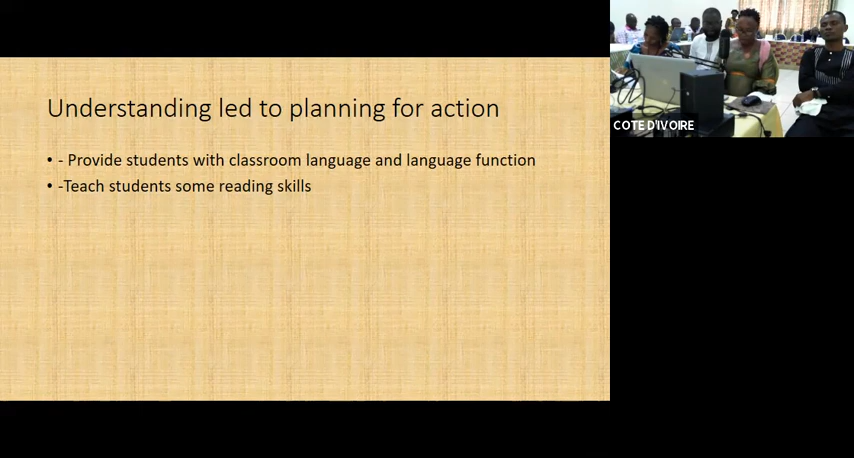 Understanding led to planning for action
• - Provide students with classroom language and language function
• -Teach students some reading skills
COTE D'IVOIRE